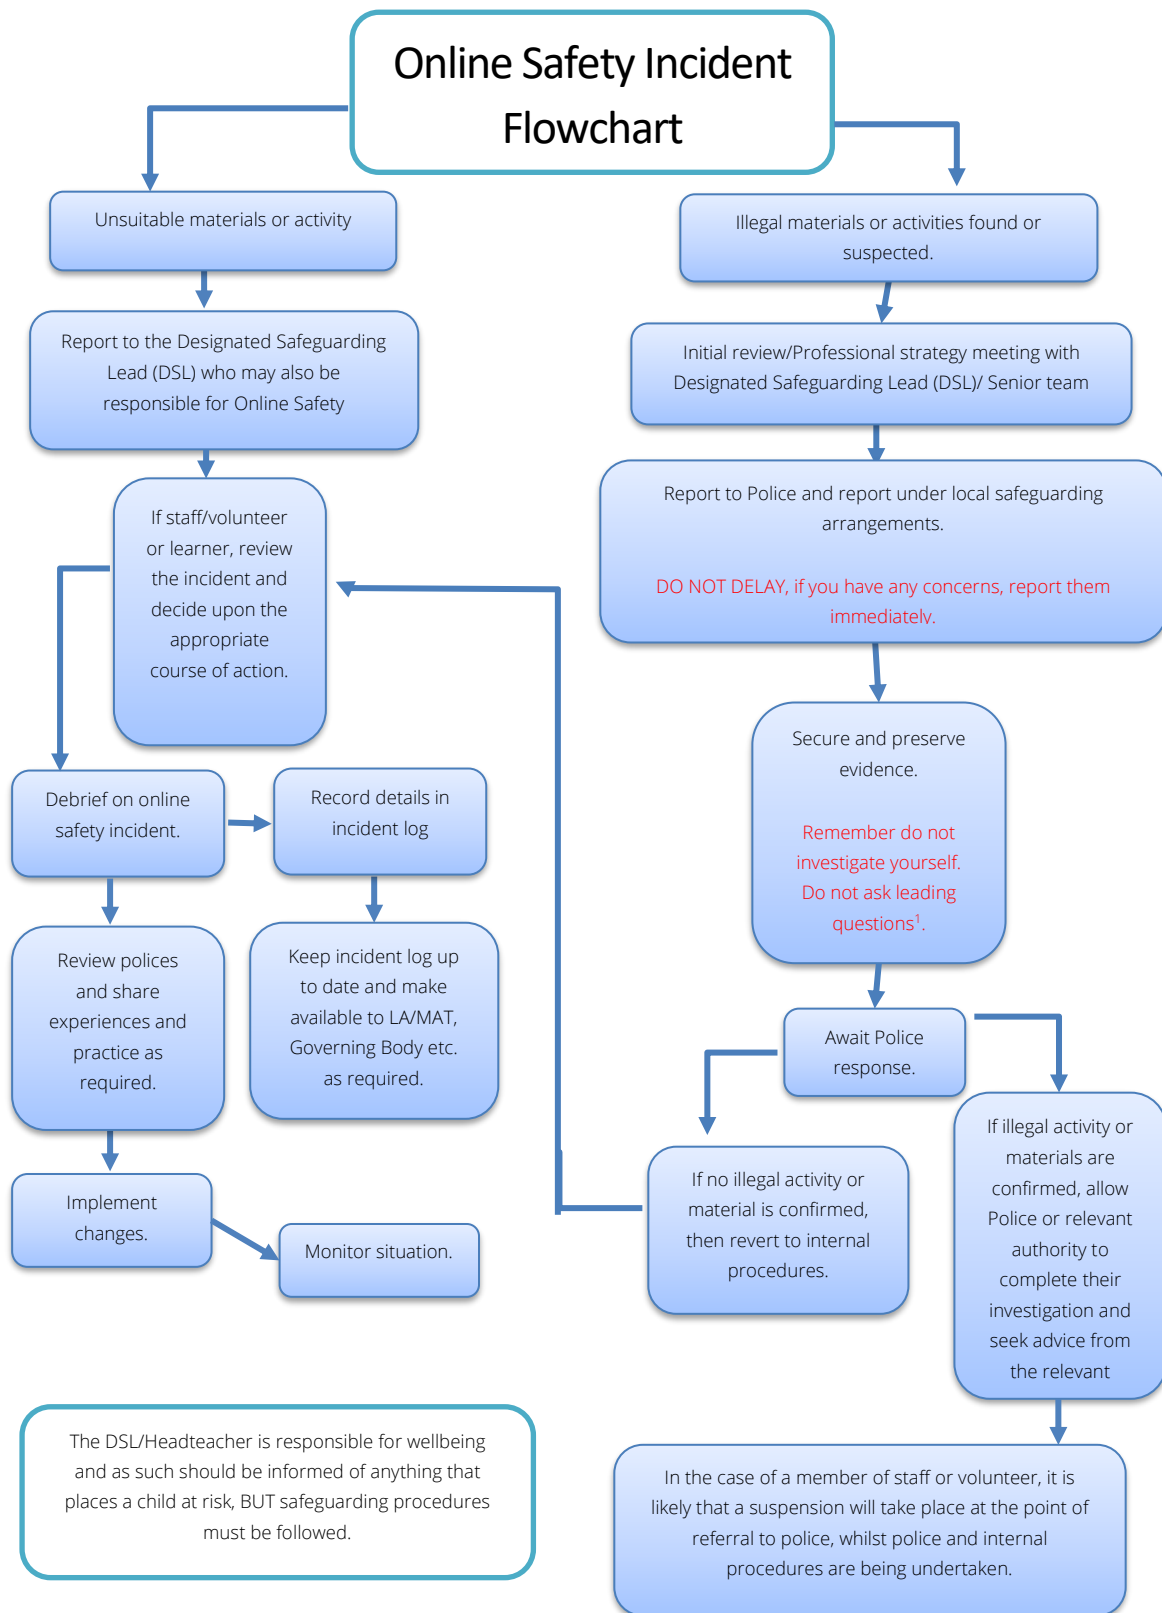 Online Safety Incident
Flowchart
Unsuitable materials or activity
Report to the Designated Safeguarding
Lead (DSL) who may also be
responsible for Online Safety
If staff/volunteer
or learner, review
the incident and
decide upon the
appropriate
course of action.
Debrief on online
safety incident.
Record details in
incident log
Review polices
and share
experiences and
practice as
required.
Keep incident log up
to date and make
available to LA/MAT,
Governing Body etc.
as required.
Implement
changes.
Monitor situation.
The DSL/Headteacher is responsible for wellbeing
and as such should be informed of anything that
places a child at risk, BUT safeguarding procedures
must be followed.
Illegal materials or activities found or
suspected.
Initial review/Professional strategy meeting with
Designated Safeguarding Lead (DSL)/ Senior team
Report to Police and report under local safeguarding
arrangements.
DO NOT DELAY, if you have any concerns, report them
immediately.
Secure and preserve
evidence.
Remember do not
investigate yourself.
Do not ask leading
questions¹.
Await Police
response.
If no illegal activity or
material is confirmed,
then revert to internal
procedures.
If illegal activity or
materials are
confirmed, allow
Police or relevant
authority to
complete their
investigation and
seek advice from
the relevant
In the case of a member of staff or volunteer, it is
likely that a suspension will take place at the point of
referral to police, whilst police and internal
procedures are being undertaken.